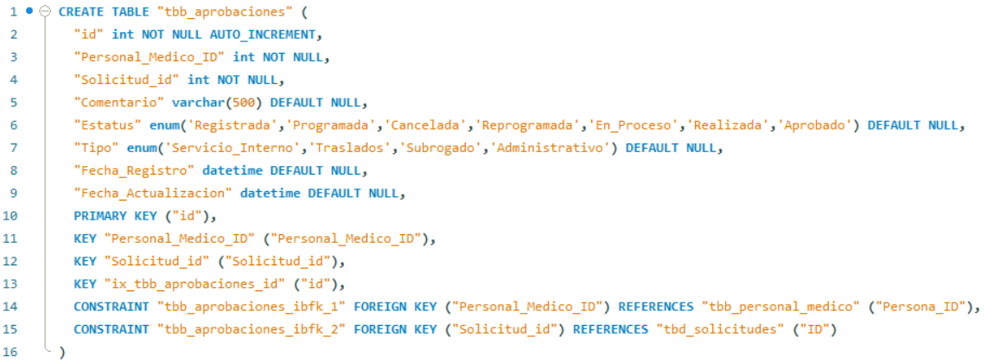 1 CREATE TABLE "tbb_aprobaciones" (
2 "id" int NOT NULL AUTO_INCREMENT,
3 "Personal_Medico_ID" int NOT NULL,
4 "Solicitud_id" int NOT NULL,
5 "Comentario" varchar(500) DEFAULT NULL,
6 "Estatus" enum('Registrada','Programada','Cancelada','Reprogramada','En_Proceso','Realizada','Aprobado') DEFAULT NULL,
7 "Tipo" enum('Servicio_Interno','Traslados','Subrogado','Administrativo') DEFAULT NULL,
8 "Fecha_Registro" datetime DEFAULT NULL,
9 "Fecha_Actualizacion" datetime DEFAULT NULL,
10 PRIMARY KEY ("id"),
11 KEY "Personal_Medico_ID" ("Personal_Medico_ID"),
12 KEY "Solicitud_id" ("Solicitud_id"),
13 KEY "ix_tbb_aprobaciones_id" ("id"),
14 CONSTRAINT "tbb_aprobaciones_ibfk_1" FOREIGN KEY ("Personal_Medico_ID") REFERENCES "tbb_personal_medico" ("Persona_ID"),
15 CONSTRAINT "tbb_aprobaciones_ibfk_2" FOREIGN KEY ("Solicitud_id") REFERENCES "tbd_solicitudes" ("ID")
16 )